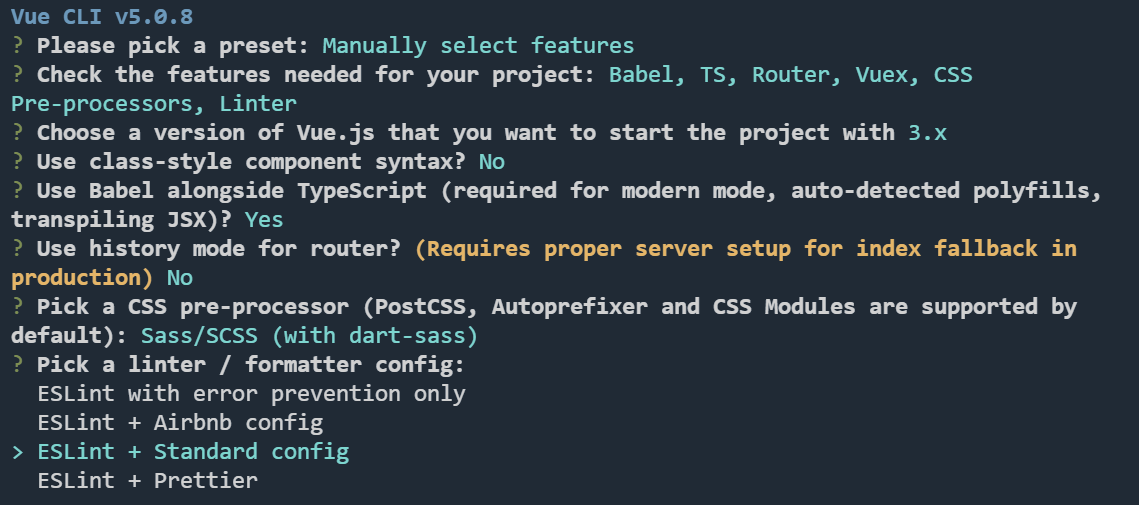 Vue CLI v5.0.8
? Please pick a preset: Manually select features
? Check the features needed for your project: Babel, TS, Router, Vuex, CSS
Pre-processors, Linter
? Choose a version of Vue.js that you want to start the project with 3.x
? Use class-style component syntax? No
? Use Babel alongside TypeScript (required for modern mode, auto-detected polyfills,
transpiling JSX)? Yes
? Use history mode for router? (Requires proper server setup for index fallback in
production) No
? Pick a CSS pre-processor (PostCSS, Autoprefixer and CSS Modules are supported by
default): Sass/SCSS (with dart-sass)
? Pick a linter / formatter config:
  ESLint with error prevention only
  ESLint + Airbnb config
> ESLint + Standard config
  ESLint + Prettier